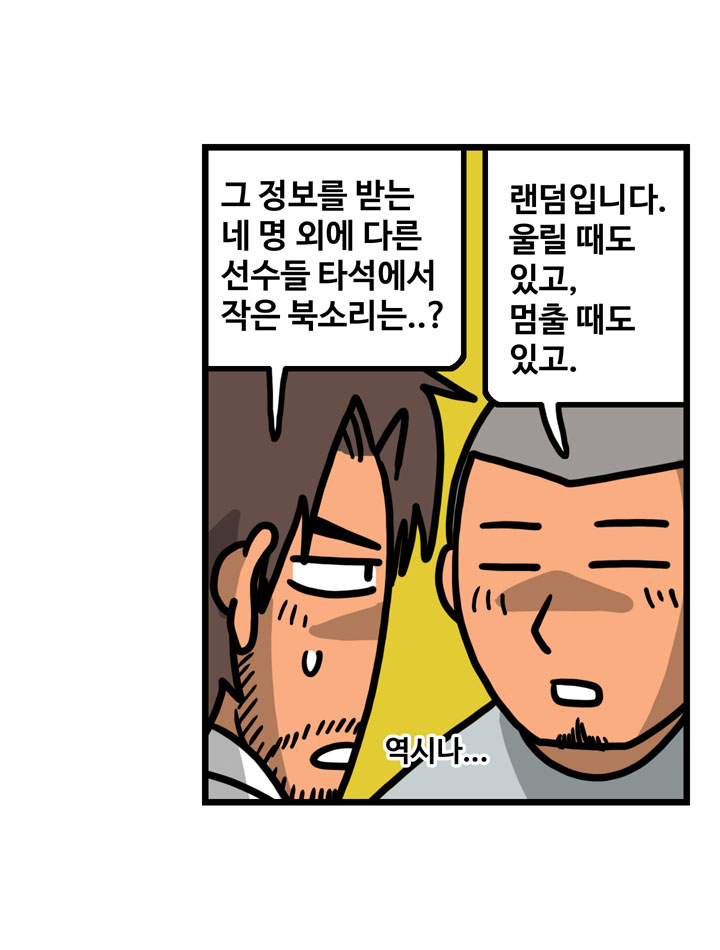 그 정보를 받는
네 명 외에 다른
선수들 타석에서
작은 북소리는..?
랜덤입니다.
울릴 때도
있고,
멈출 때도
있고.
역시나...